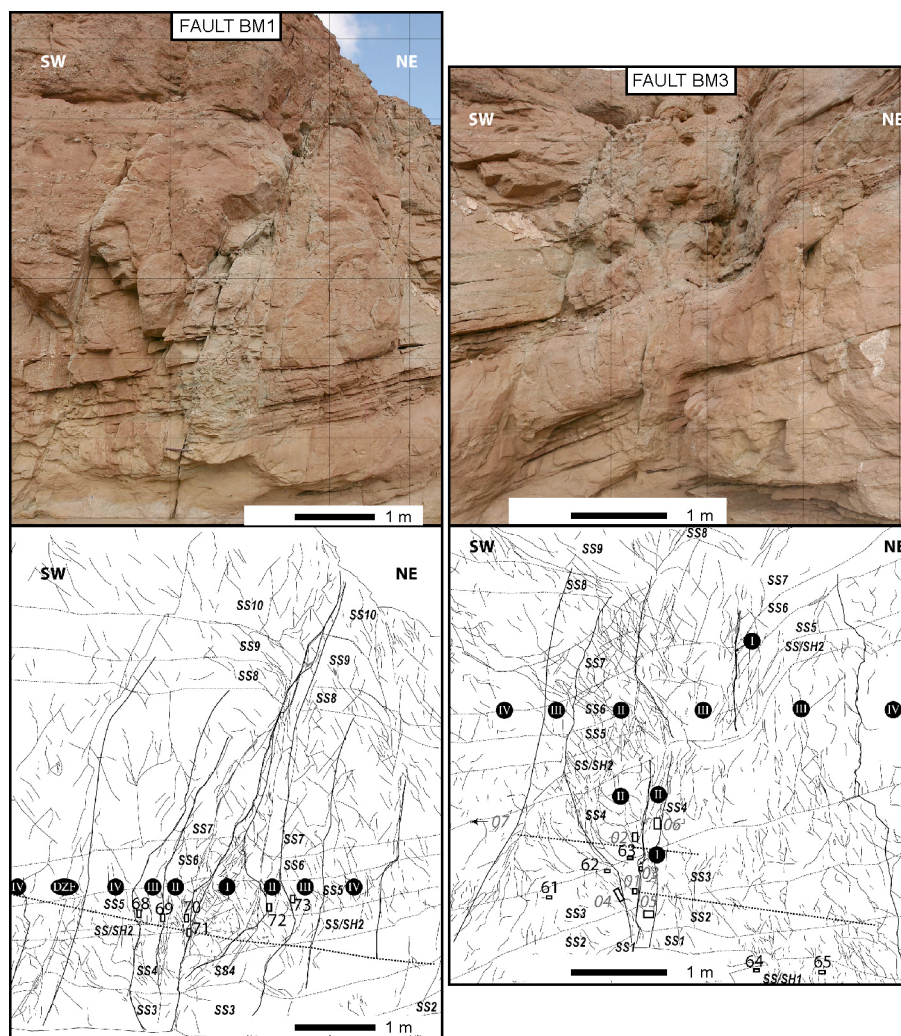 FAULT BM1
SW
NE
1 m
FAULT BM3
SW
NE
1 m
SW
NE
SS10
SS10
SS9
SS9
SS8
SS8
SS7
SS7
SS6
SS6
IV
DZF
IV
III
II
I
II
III
IV
SS5
SS5
68
69
70
71
72
73
SS/SH2
SS/SH2
SS4
SS4
SS3
SS3
SS2
1 m
SW
NE
SS9
SS8
SS8
SS7
SS6
SS5
SS/SH2
I
SS7
IV
III
SS6
II
III
III
IV
SS5
SS/SH2
II
II
SS4
SS4
07
02
06
63
I
62
03
SS3
61
04
01
05
SS3
SS2
SS2
SS1
SS1
64
65
SS/SH1
1 m